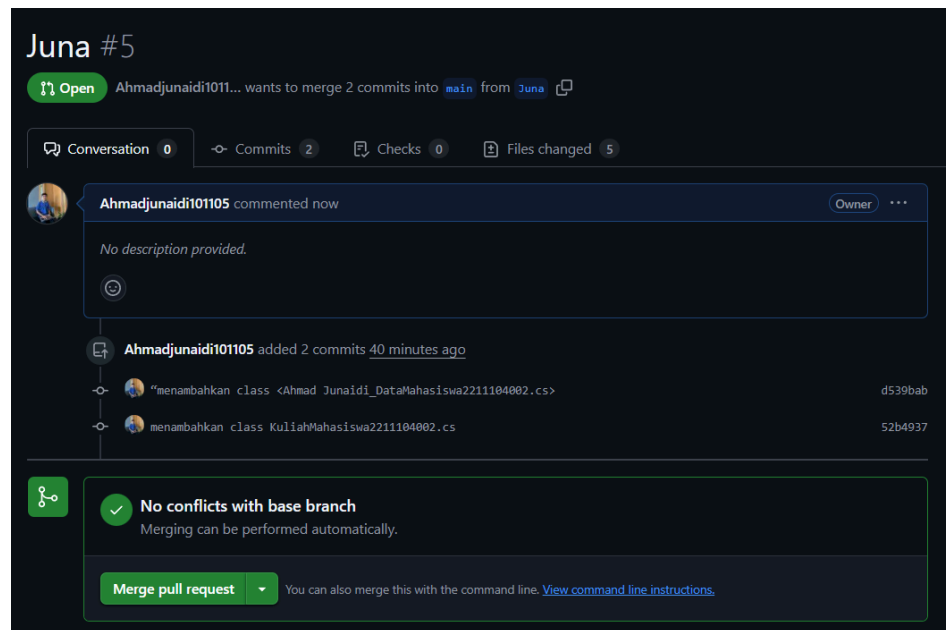 Juna #5
Open Ahmadjunaidi1011... wants to merge 2 commits into main from Juna
Conversation 0 Commits 2 Checks 0 Files changed 5
Ahmadjunaidi101105 commented now Owner ...
No description provided.
Ahmadjunaidi101105 added 2 commits 40 minutes ago
“menambahkan class <Ahmad Junaidi_DataMahasiswa2211104002.cs> d539bab
menambahkan class KuliahMahasiswa2211104002.cs 52b4937
No conflicts with base branch
Merging can be performed automatically.
Merge pull request You can also merge this with the command line. View command line instructions.